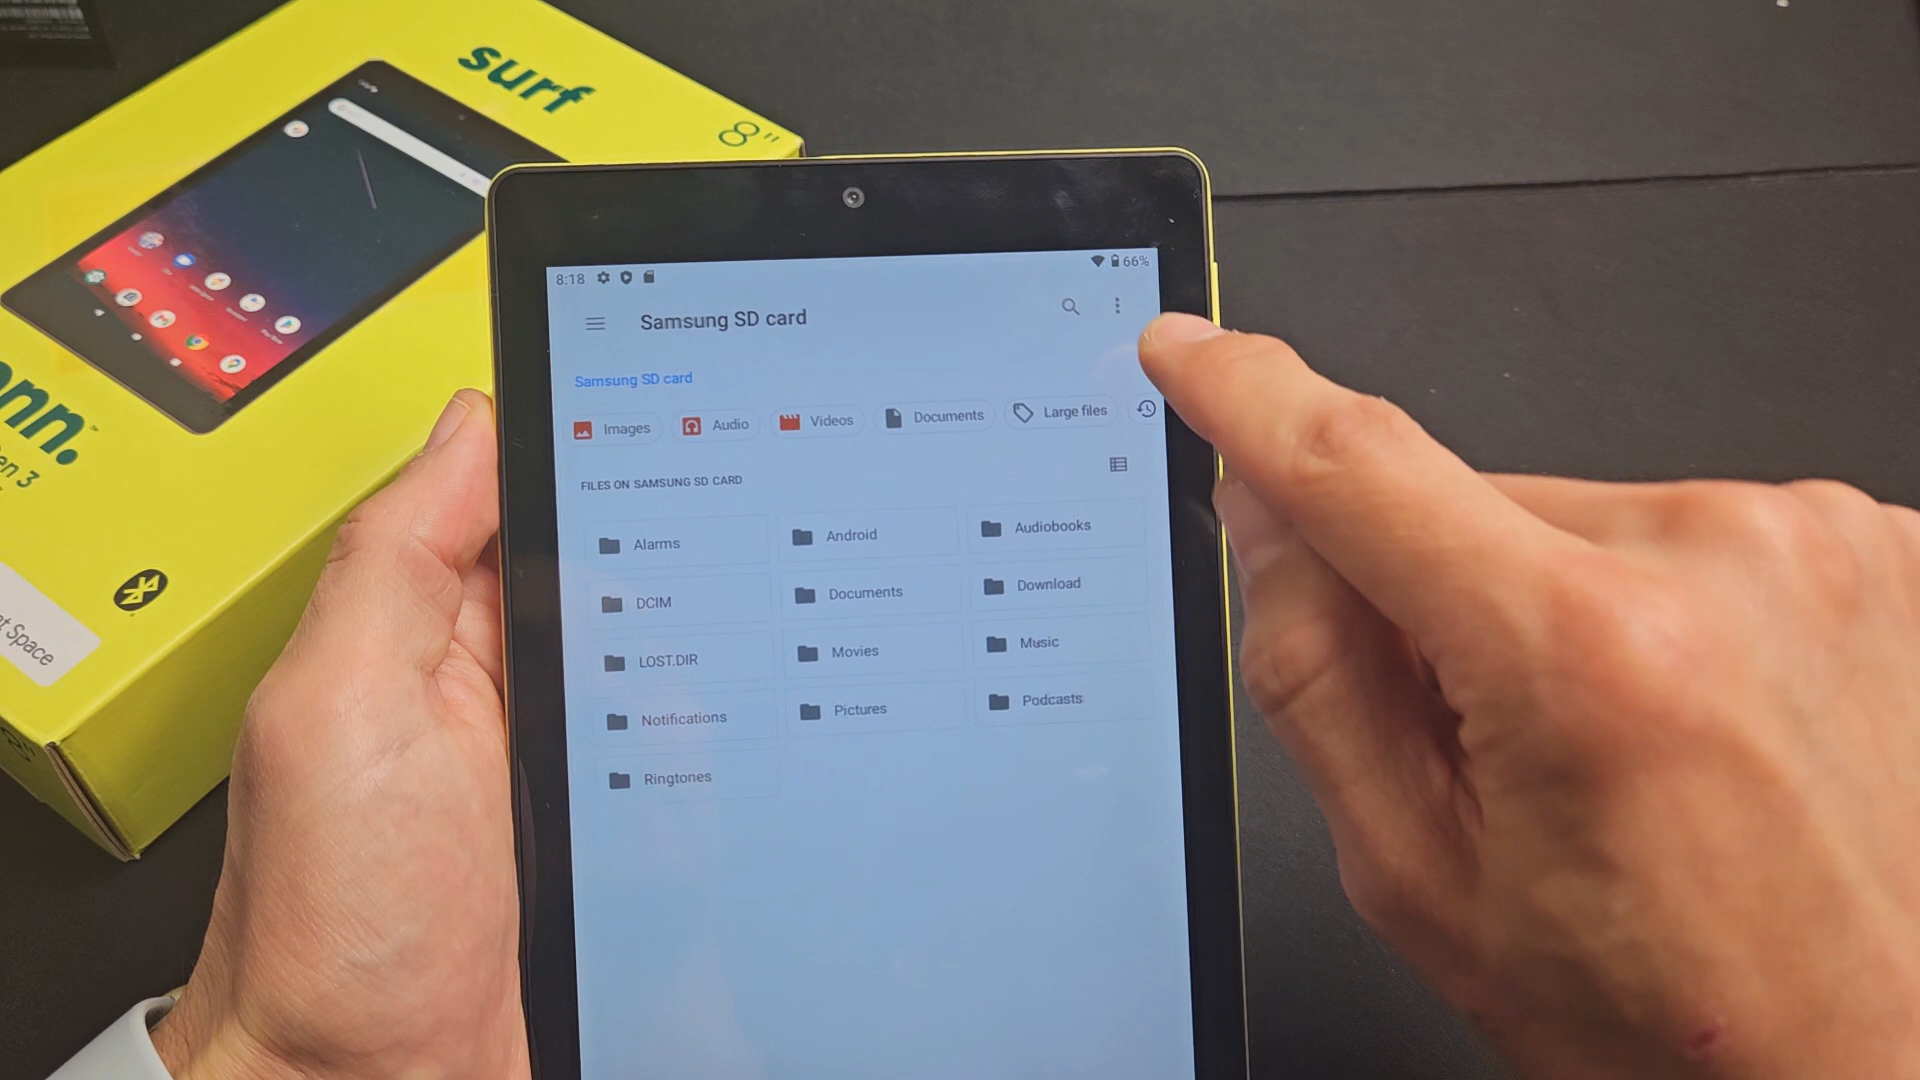 surf
8"
onn.
en 3
t Space
8"
8:18 66%
Samsung SD card
Samsung SD card
Images Audio Videos Documents Large files
FILES ON SAMSUNG SD CARD
Alarms Android Audiobooks
DCIM Documents Download
LOST.DIR Movies Music
Notifications Pictures Podcasts
Ringtones